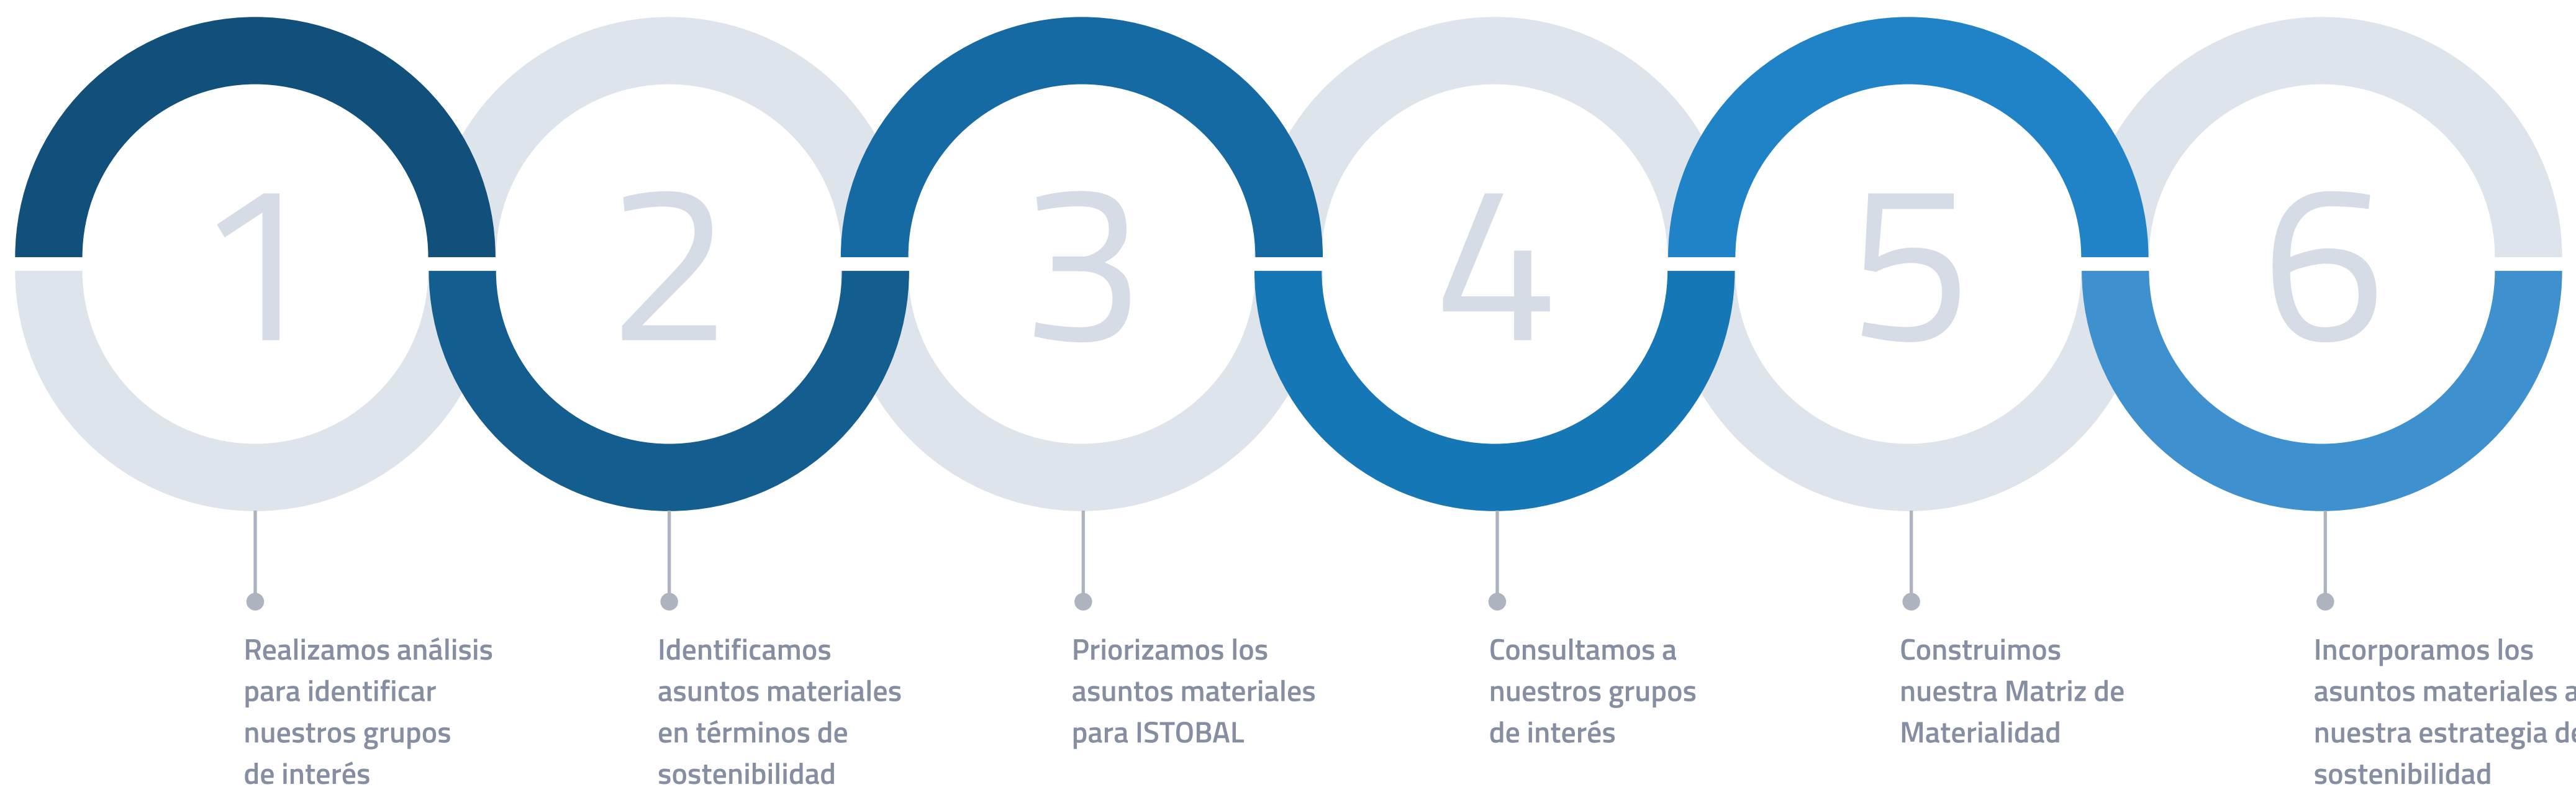 1
2
3
4
5
6
Realizamos análisis
para identificar
nuestros grupos
de interés
Identificamos
asuntos materiales
en términos de
sostenibilidad
Priorizamos los
asuntos materiales
para ISTOBAL
Consultamos a
nuestros grupos
de interés
Construimos
nuestra Matriz de
Materialidad
Incorporamos los
asuntos materiales a
nuestra estrategia de
sostenibilidad